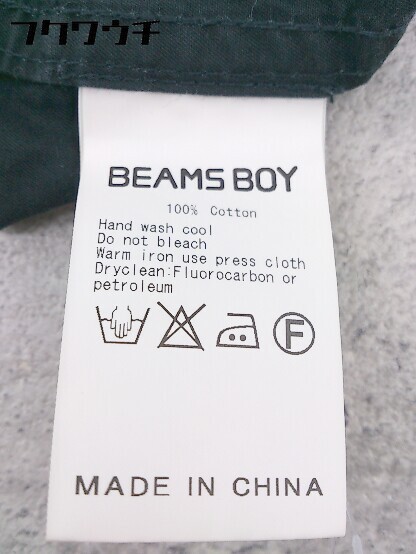 フクワウチ
BEAMS BOY
100% Cotton
Hand wash cool
Do not bleach
Warm iron use press cloth
Dryclean:Fluorocarbon or
petroleum
F
MADE IN CHINA